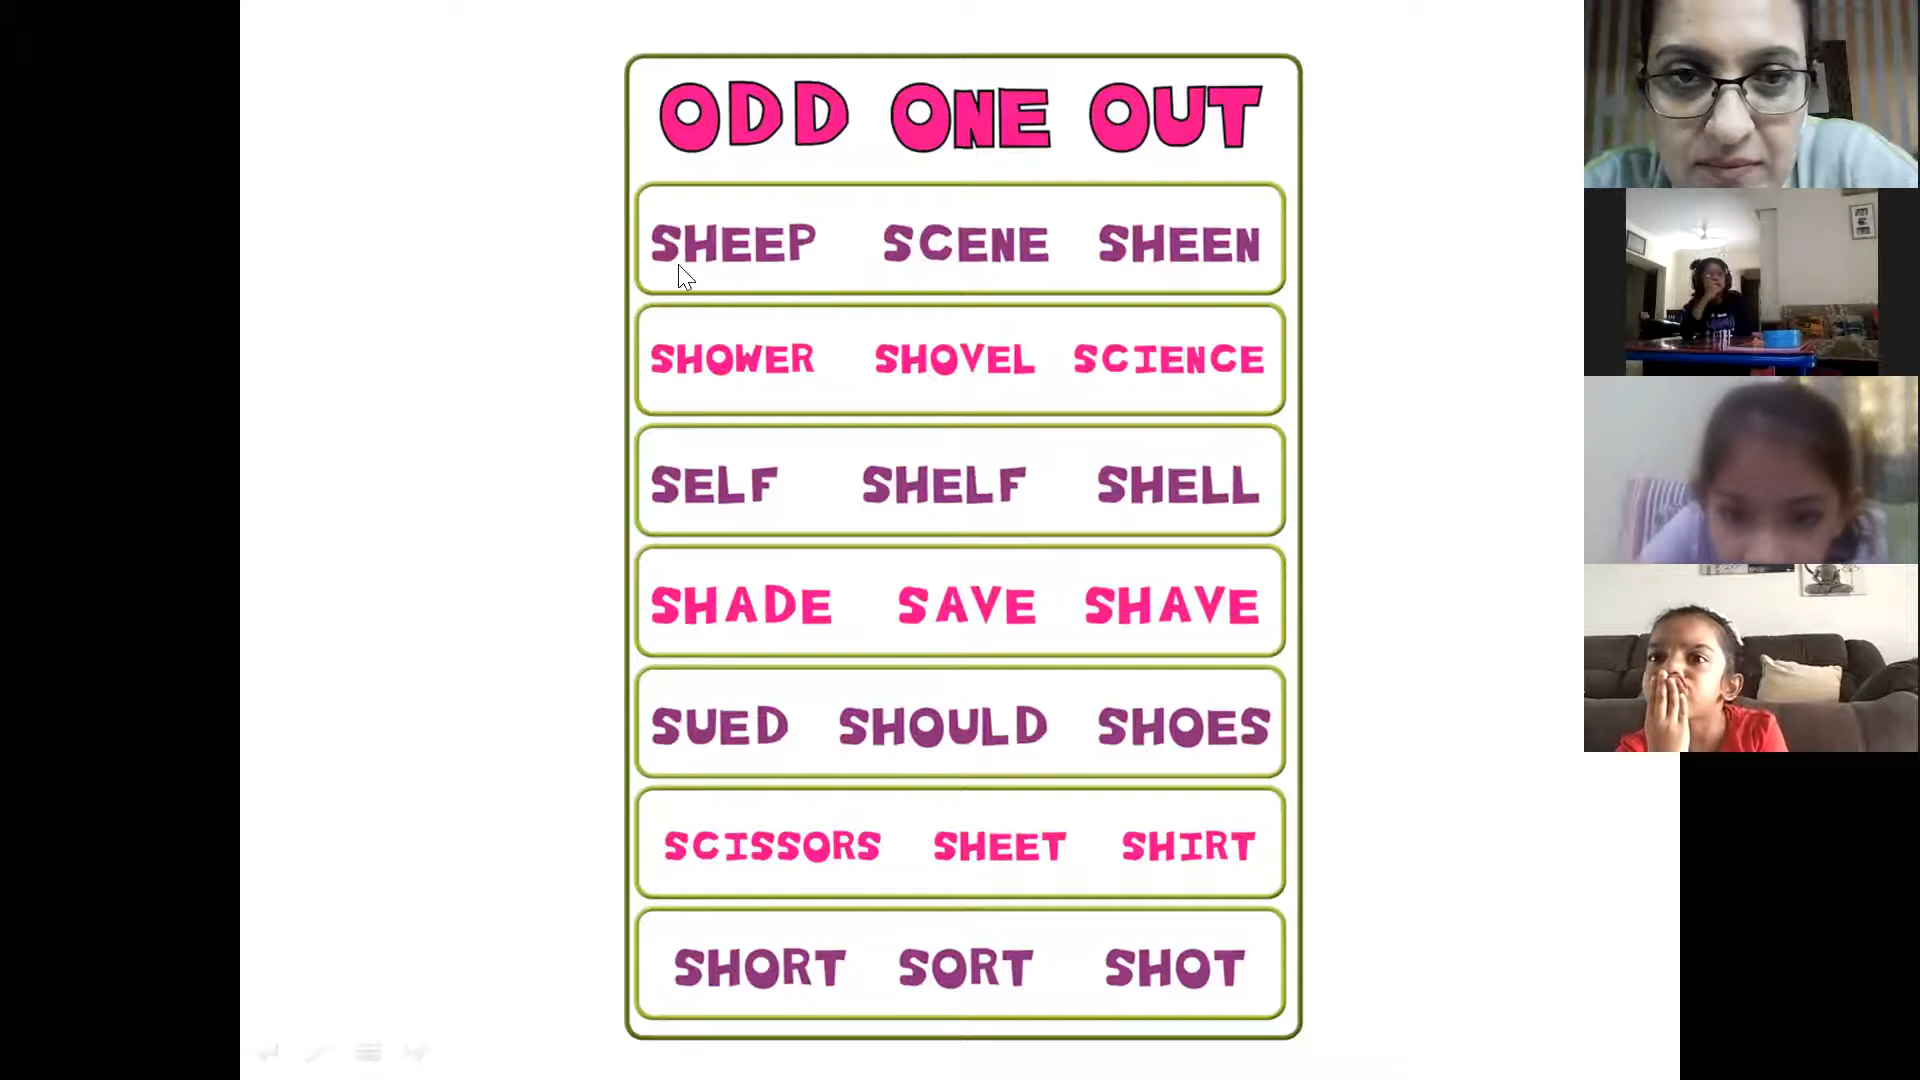 ODD ONE OUT
SHEEP SCENE SHEEN
SHOWER SHOVEL SCIENCE
SELF SHELF SHELL
SHADE SAVE SHAVE
SUED SHOULD SHOES
SCISSORS SHEET SHIRT
SHORT SORT SHOT